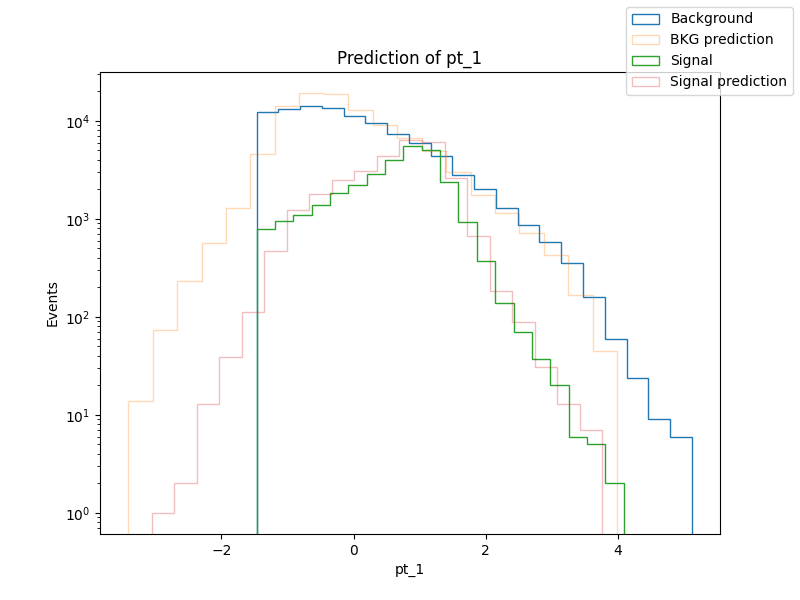 Prediction of pt_1
Background
BKG prediction
Signal
Signal prediction
Events
10⁴
10³
10²
10¹
10⁰
−2
0
2
4
pt_1